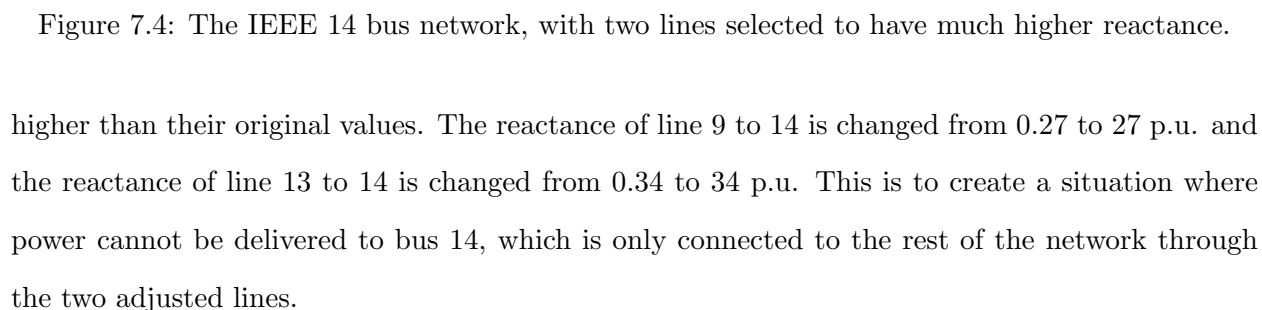 Figure 7.4: The IEEE 14 bus network, with two lines selected to have much higher reactance.
higher than their original values. The reactance of line 9 to 14 is changed from 0.27 to 27 p.u. and
the reactance of line 13 to 14 is changed from 0.34 to 34 p.u. This is to create a situation where
power cannot be delivered to bus 14, which is only connected to the rest of the network through
the two adjusted lines.